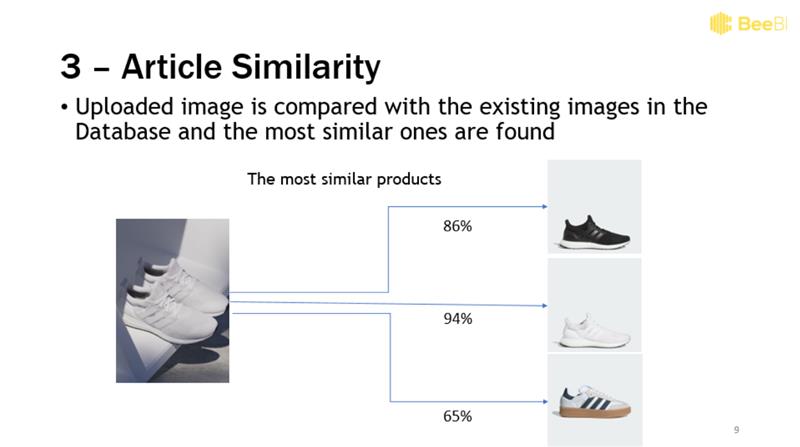 BeeBI
3 – Article Similarity
• Uploaded image is compared with the existing images in the
Database and the most similar ones are found
The most similar products
86%
94%
65%
9